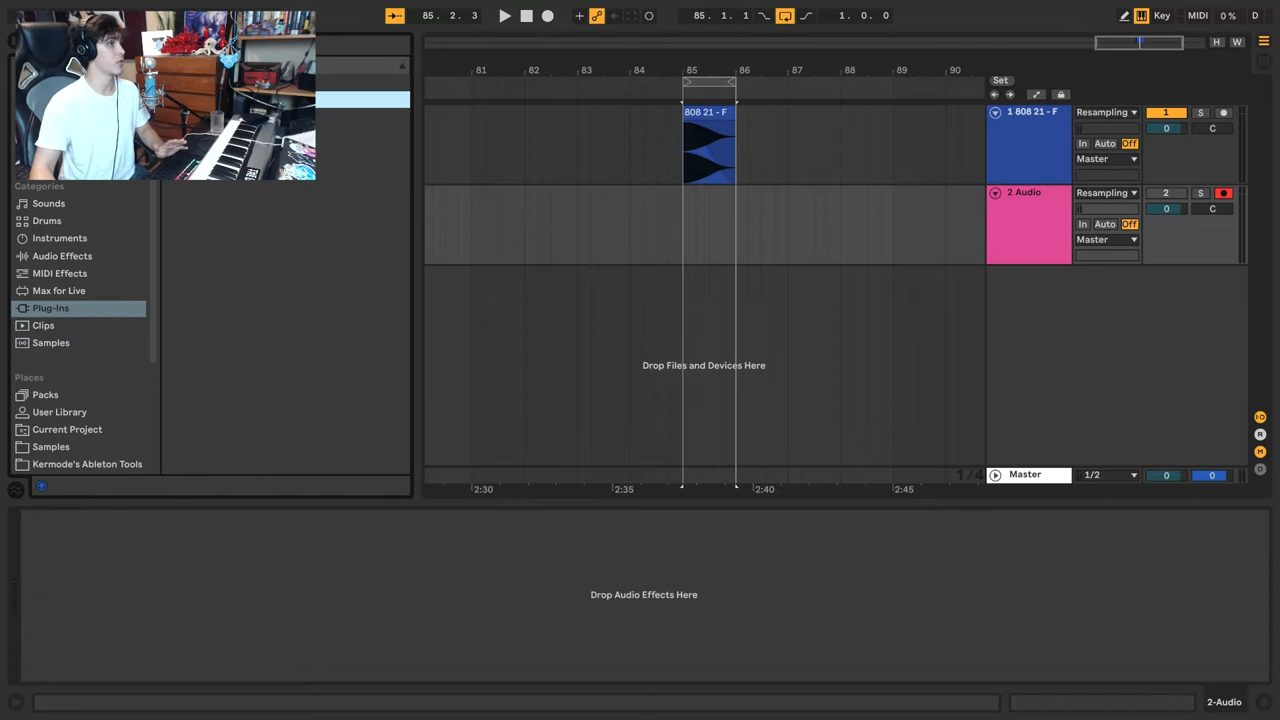 85 2. 3
85. 1. 1
1. 0. 0
Key
MIDI
0 %
D
H
W
81
82
83
84
85
86
87
88
89
90
Set
808 21 - F
1 808 21 - F
Resampling
1
S
0
C
In
Auto
Off
Master
2 Audio
Resampling
2
S
0
C
In
Auto
Off
Master
Categories
Sounds
Drums
Instruments
Audio Effects
MIDI Effects
Max for Live
Plug-Ins
Clips
Samples
Places
Packs
User Library
Current Project
Samples
Kermode's Ableton Tools
Drop Files and Devices Here
I·O
R
M
D
1/4
Master
1/2
0
0
2:30
2:35
2:40
2:45
Drop Audio Effects Here
2-Audio